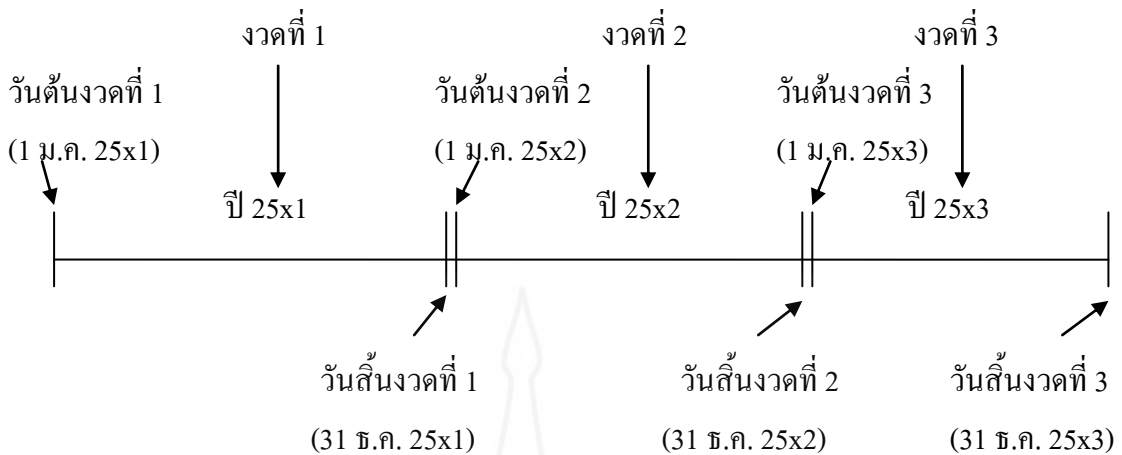 งวดที่ 1 งวดที่ 2 งวดที่ 3
วันต้นงวดที่ 1 วันต้นงวดที่ 2 วันต้นงวดที่ 3
(1 ม.ค. 25x1) (1 ม.ค. 25x2) (1 ม.ค. 25x3)
ปี 25x1 ปี 25x2 ปี 25x3
วันสิ้นงวดที่ 1 วันสิ้นงวดที่ 2 วันสิ้นงวดที่ 3
(31 ธ.ค. 25x1) (31 ธ.ค. 25x2) (31 ธ.ค. 25x3)